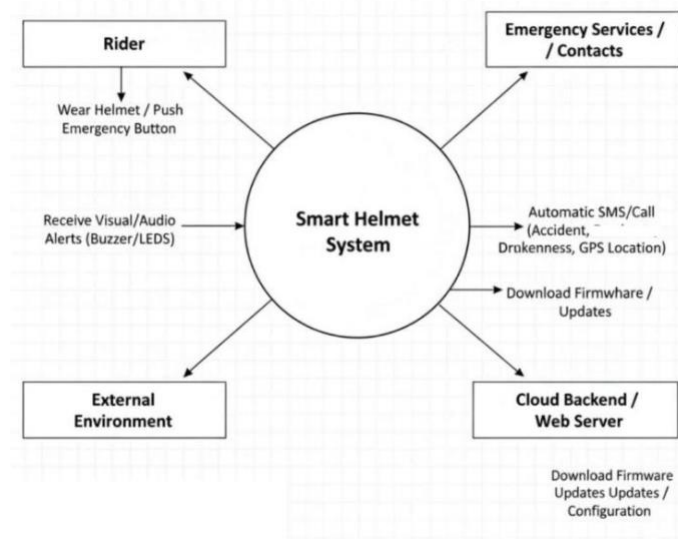 Rider
Emergency Services /
/ Contacts
Wear Helmet / Push
Emergency Button
Smart Helmet
System
Receive Visual/Audio
Alerts (Buzzer/LEDS)
Automatic SMS/Call
(Accident,
Drokenness, GPS Location)
Download Firmwhare /
Updates
External
Environment
Cloud Backend /
Web Server
Download Firmware
Updates Updates /
Configuration